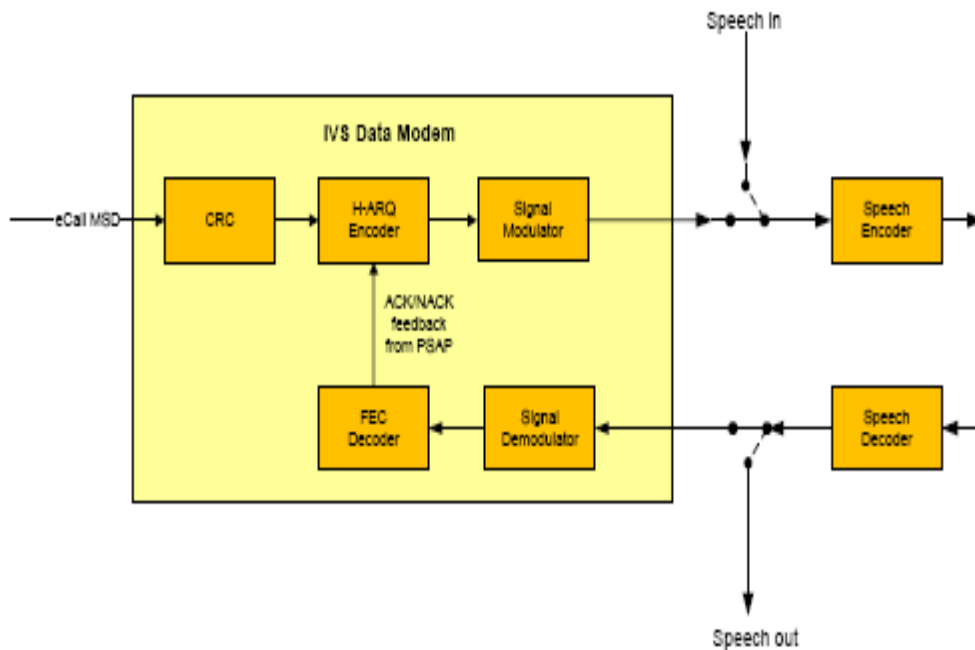 Speech in
IVS Data Modem
eCall MSD
CRC
H-ARQ
Encoder
Signal
Modulator
Speech
Encoder
ACK/NACK
feedback
from PSAP
FEC
Decoder
Signal
Demodulator
Speech
Decoder
Speech out